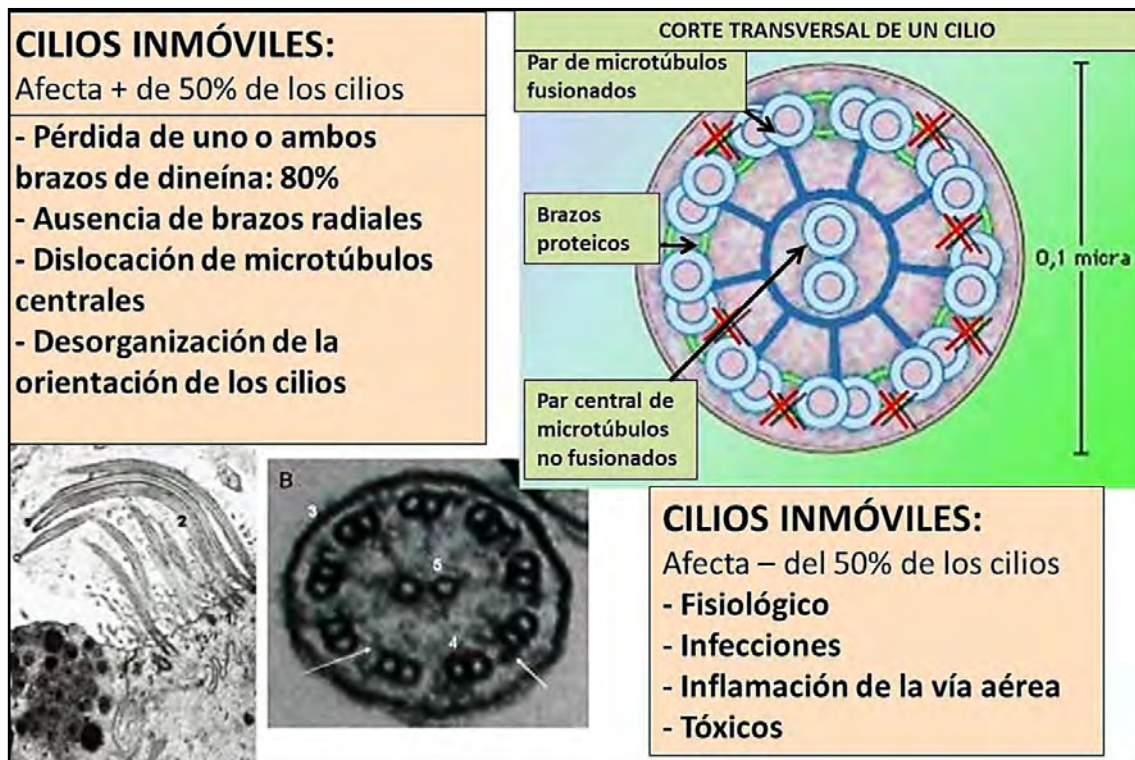 CILIOS INMÓVILES:
Afecta + de 50% de los cilios
- Pérdida de uno o ambos
brazos de dineína: 80%
- Ausencia de brazos radiales
- Dislocación de microtúbulos
centrales
- Desorganización de la
orientación de los cilios
CORTE TRANSVERSAL DE UN CILIO
Par de microtúbulos
fusionados
Brazos
proteicos
Par central de
microtúbulos
no fusionados
0,1 micra
2
1
B
3
5
4
CILIOS INMÓVILES:
Afecta – del 50% de los cilios
- Fisiológico
- Infecciones
- Inflamación de la vía aérea
- Tóxicos